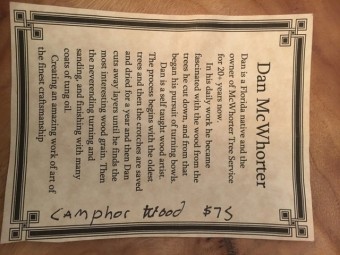 Dan McWhorter
Dan is a Florida native and the
owner of McWhorter Tree Service
for 20+ years now.
In his daily work he became
fascinated with the wood from the
trees he cut down, and from that
began his pursuit of turning bowls.
Dan is a self taught wood artist.
The process begins with the oldest
trees and then the crotches are saved
and dried for a year and then Dan
cuts away layers until he finds the
most interesting wood grain. Then
the neverending turning and
sanding, and finishing with many
coats of tung oil.
Creating an amazing work of art of
the finest craftsmanship
Camphor Wood $75